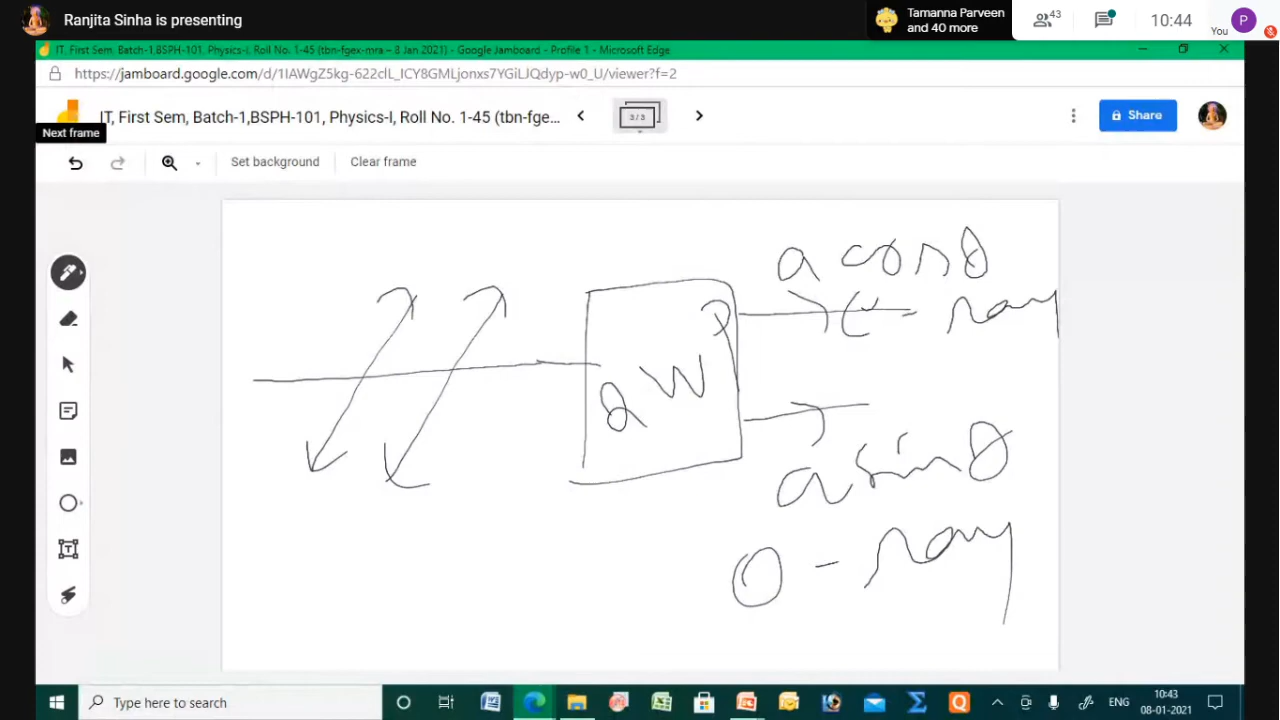 Ranjita Sinha is presenting
Tamanna Parveen
and 40 more
43
10:44
You
P
IT, First Sem. Batch-1,BSPH-101, Physics-I, Roll No. 1-45 (tbn-fgex-mra – 8 Jan 2021) - Google Jamboard - Profile 1 - Microsoft Edge
https://jamboard.google.com/d/1IAWgZ5kg-622clL_ICY8GMLjonxs7YGiLJQdyp-w0_U/viewer?f=2
IT, First Sem, Batch-1,BSPH-101, Physics-I, Roll No. 1-45 (tbn-fge...
3 / 3
Share
Next frame
Set background
Clear frame
a cosθ
E - ray
QWP
a sinθ
O - ray
Type here to search
ENG
10:43
08-01-2021